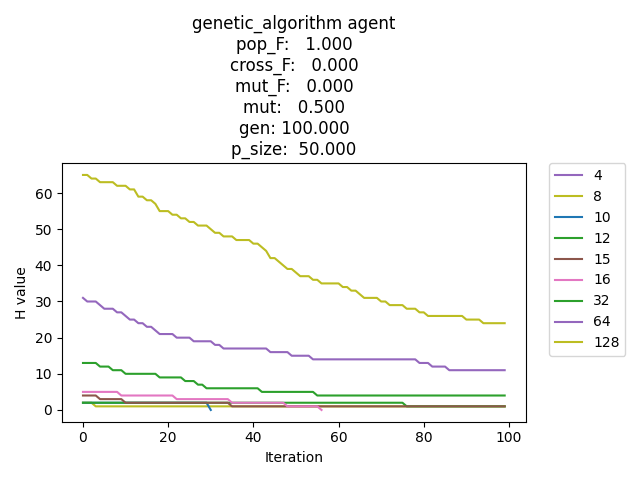 genetic_algorithm agent
pop_F: 1.000
cross_F: 0.000
mut_F: 0.000
mut: 0.500
gen: 100.000
p_size: 50.000
H value
60
50
40
30
20
10
0
0 20 40 60 80 100
Iteration
4
8
10
12
15
16
32
64
128